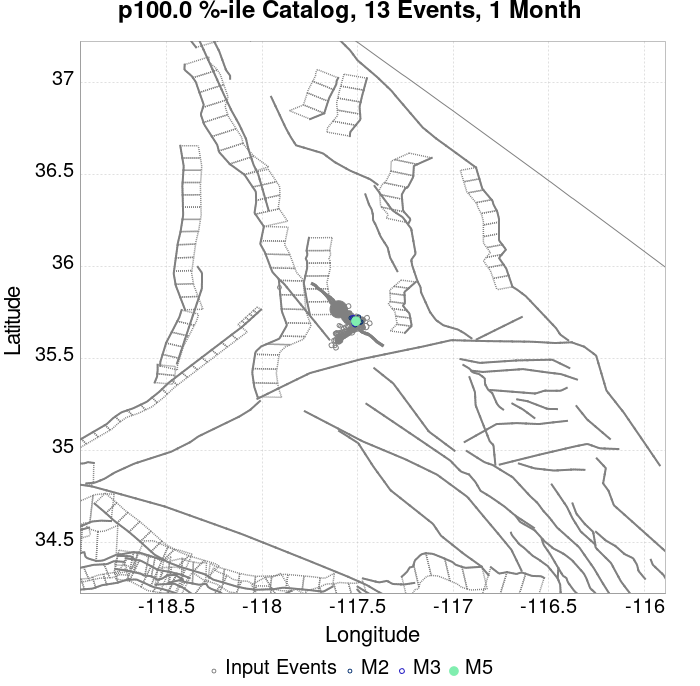 p100.0 %-ile Catalog, 13 Events, 1 Month
37
36.5
36
35.5
35
34.5
Latitude
-118.5 -118 -117.5 -117 -116.5 -116
Longitude
Input Events M2 M3 M5